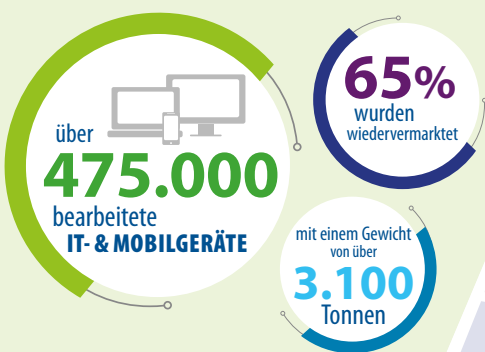 über
475.000
bearbeitete
IT- & MOBILGERÄTE
65%
wurden
wiedervermarktet
mit einem Gewicht
von über
3.100
Tonnen